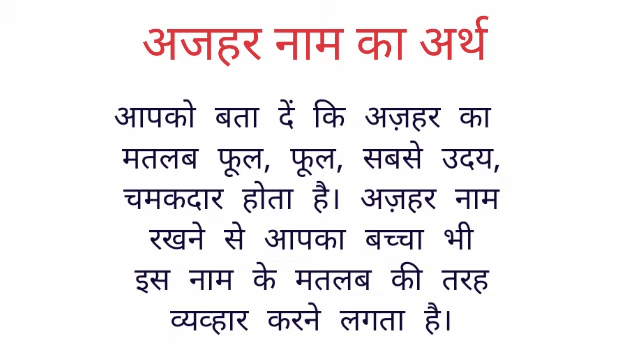 अजहर नाम का अर्थ
आपको बता दें कि अज़हर का
मतलब फूल, फूल, सबसे उदय,
चमकदार होता है। अज़हर नाम
रखने से आपका बच्चा भी
इस नाम के मतलब की तरह
व्यव्हार करने लगता है।